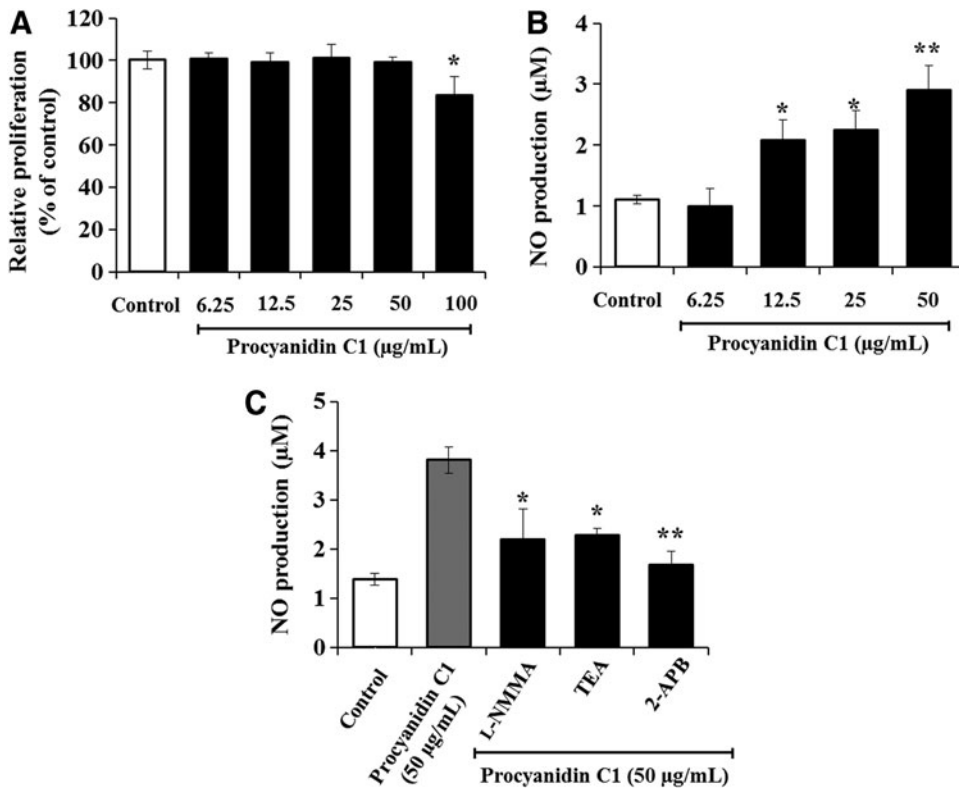 A
Relative proliferation
(% of control)
120
100
80
60
40
20
0
*
Control 6.25 12.5 25 50 100
Procyanidin C1 (µg/mL)
B
NO production (µM)
4
3
2
1
0
* * **
Control 6.25 12.5 25 50
Procyanidin C1 (µg/mL)
C
NO production (µM)
5
4
3
2
1
0
* * **
Control
Procyanidin C1
(50 µg/mL)
L-NMMA
TEA
2-APB
Procyanidin C1 (50 µg/mL)